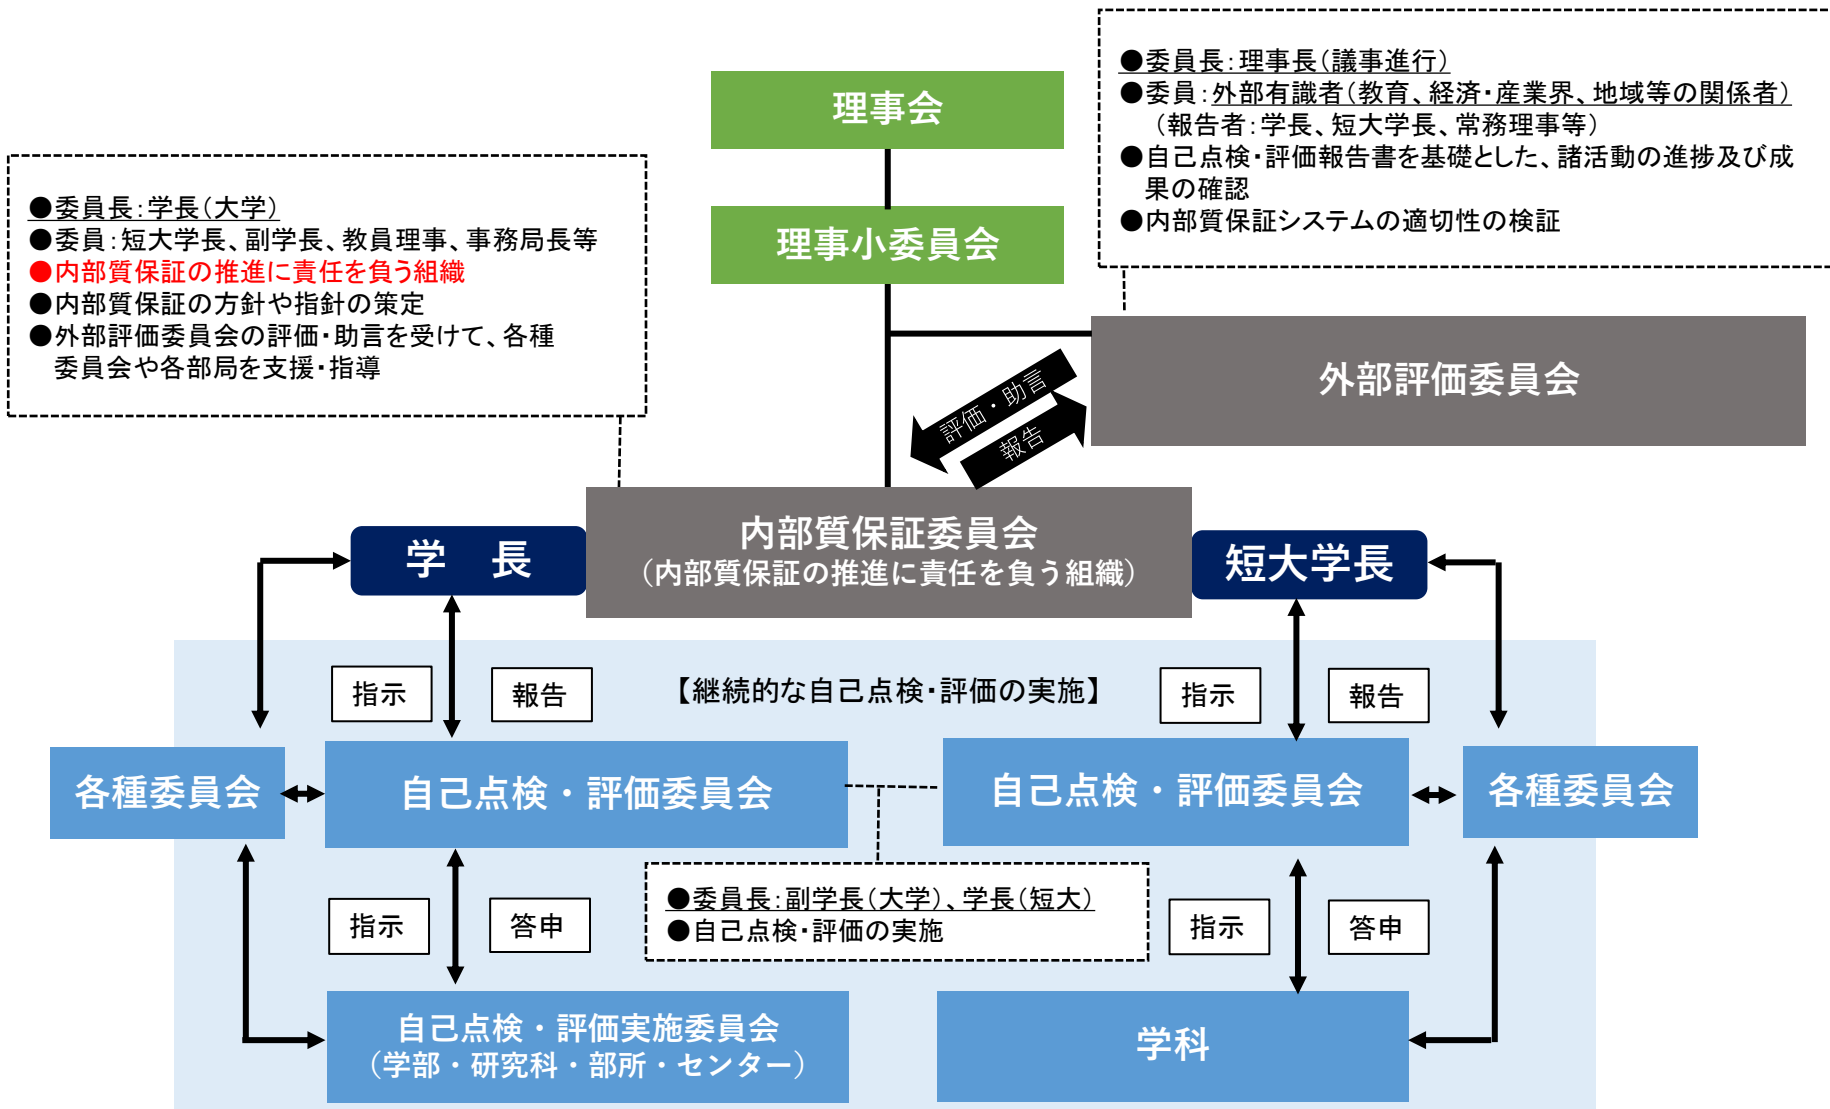 ●委員長：理事長（議事進行）
●委員：外部有識者（教育、経済・産業界、地域等の関係者）
（報告者：学長、短大学長、常務理事等）
●自己点検・評価報告書を基礎とした、諸活動の進捗及び成
果の確認
●内部質保証システムの適切性の検証
理事会
理事小委員会
●委員長：学長（大学）
●委員：短大学長、副学長、教員理事、事務局長等
●内部質保証の推進に責任を負う組織
●内部質保証の方針や指針の策定
●外部評価委員会の評価・助言を受けて、各種
委員会や各部局を支援・指導
外部評価委員会
評価・助言
報告
内部質保証委員会
（内部質保証の推進に責任を負う組織）
学　長
短大学長
指示
報告
【継続的な自己点検・評価の実施】
指示
報告
各種委員会
自己点検・評価委員会
自己点検・評価委員会
各種委員会
●委員長：副学長（大学）、学長（短大）
●自己点検・評価の実施
指示
答申
指示
答申
自己点検・評価実施委員会
（学部・研究科・部所・センター）
学科